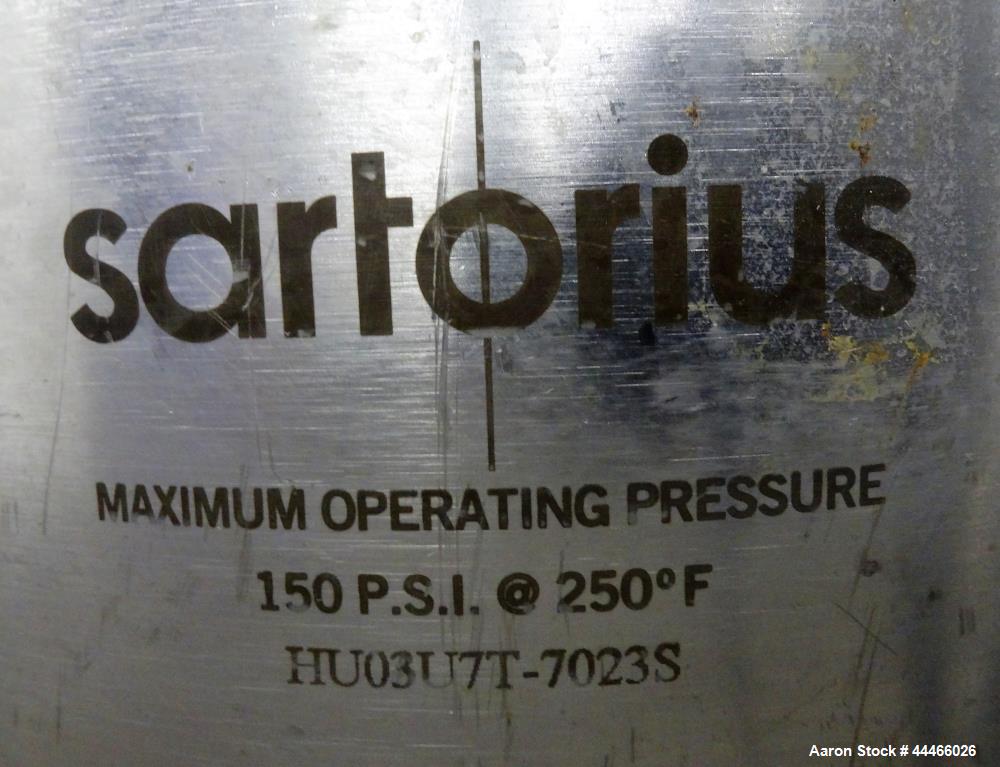 sartorius
MAXIMUM OPERATING PRESSURE
150 P.S.I. @ 250°F
HU03U7T-7023S
Aaron Stock # 44466026